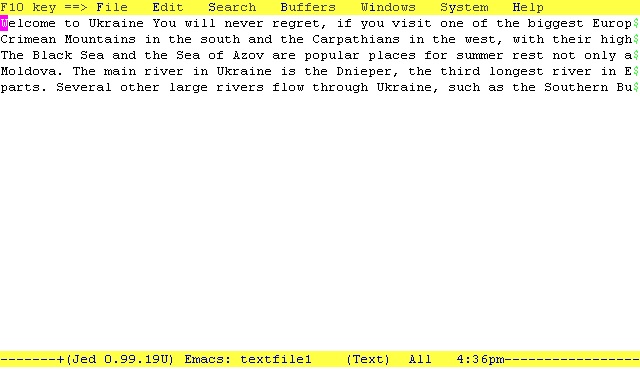 F10 key ==> File   Edit   Search   Buffers   Windows   System   Help
Welcome to Ukraine You will never regret, if you visit one of the biggest Europ$
Crimean Mountains in the south and the Carpathians in the west, with their high$
The Black Sea and the Sea of Azov are popular places for summer rest not only a$
Moldova. The main river in Ukraine is the Dnieper, the third longest river in E$
parts. Several other large rivers flow through Ukraine, such as the Southern Bu$
-------+(Jed 0.99.19U) Emacs: textfile1    (Text)  All   4:36pm-----------------